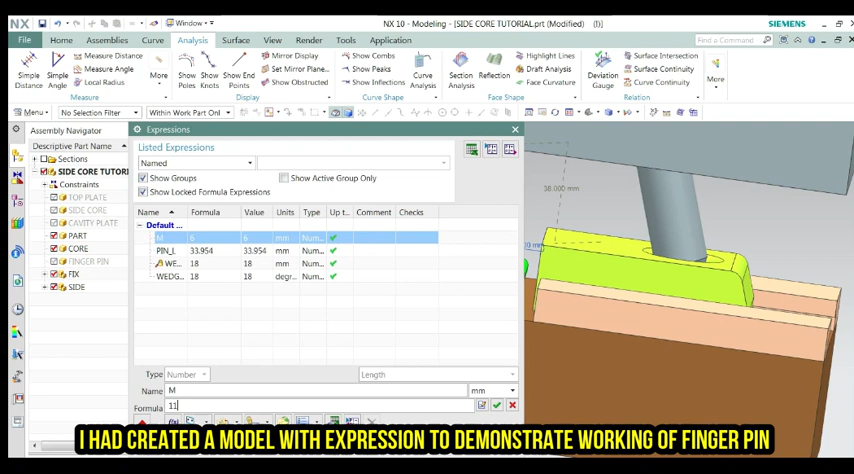 NX
Window
NX 10 - Modeling - [SIDE CORE TUTORIAL.prt (Modified) (I)]
SIEMENS
File Home Assemblies Curve Analysis Surface View Render Tools Application
Find a Command
Simple Distance
Simple Angle
Measure Distance
Measure Angle
Local Radius
More
Measure
Show Poles
Show Knots
Show End Points
Mirror Display
Set Mirror Plane...
Show Obstructed
Display
Show Combs
Show Peaks
Show Inflections
Curve Analysis
Curve Shape
Section Analysis
Reflection
Highlight Lines
Draft Analysis
Face Curvature
Face Shape
Deviation Gauge
Surface Intersection
Surface Continuity
Curve Continuity
Relation
More
Menu
No Selection Filter
Within Work Part Onl
Assembly Navigator
Descriptive Part Name
Sections
SIDE CORE TUTORI
Constraints
TOP PLATE
SIDE CORE
CAVITY PLATE
PART
CORE
FINGER PIN
FIX
SIDE
Expressions
Listed Expressions
Named
Show Groups
Show Active Group Only
Show Locked Formula Expressions
Name Formula Value Units Type Up t... Comment Checks
Default ...
M 6 6 mm Num...
PIN_L 33.954 33.954 mm Num...
WE... 18 18 mm Num...
WEDG... 18 18 degr... Num...
Type Number Length
Name M mm
Formula 11
38.000 mm
I HAD CREATED A MODEL WITH EXPRESSION TO DEMONSTRATE WORKING OF FINGER PIN